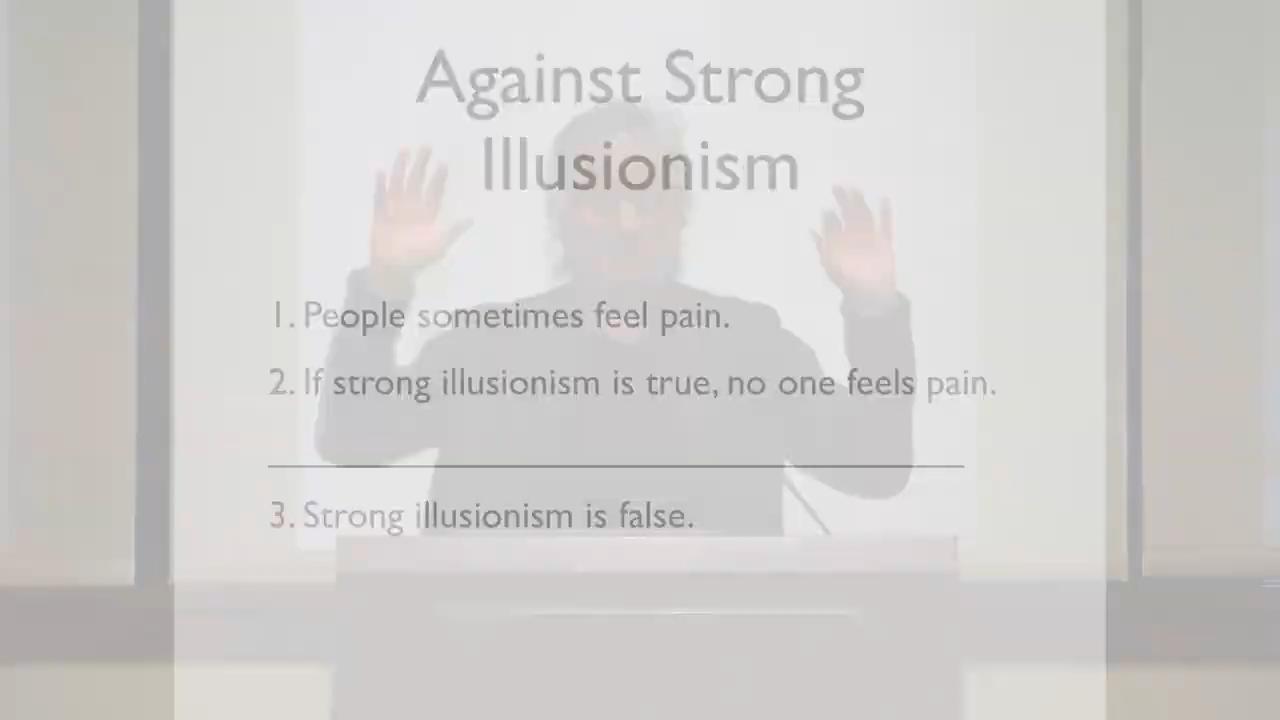 Against Strong
Illusionism
1. People sometimes feel pain.
2. If strong illusionism is true, no one feels pain.
3. Strong illusionism is false.